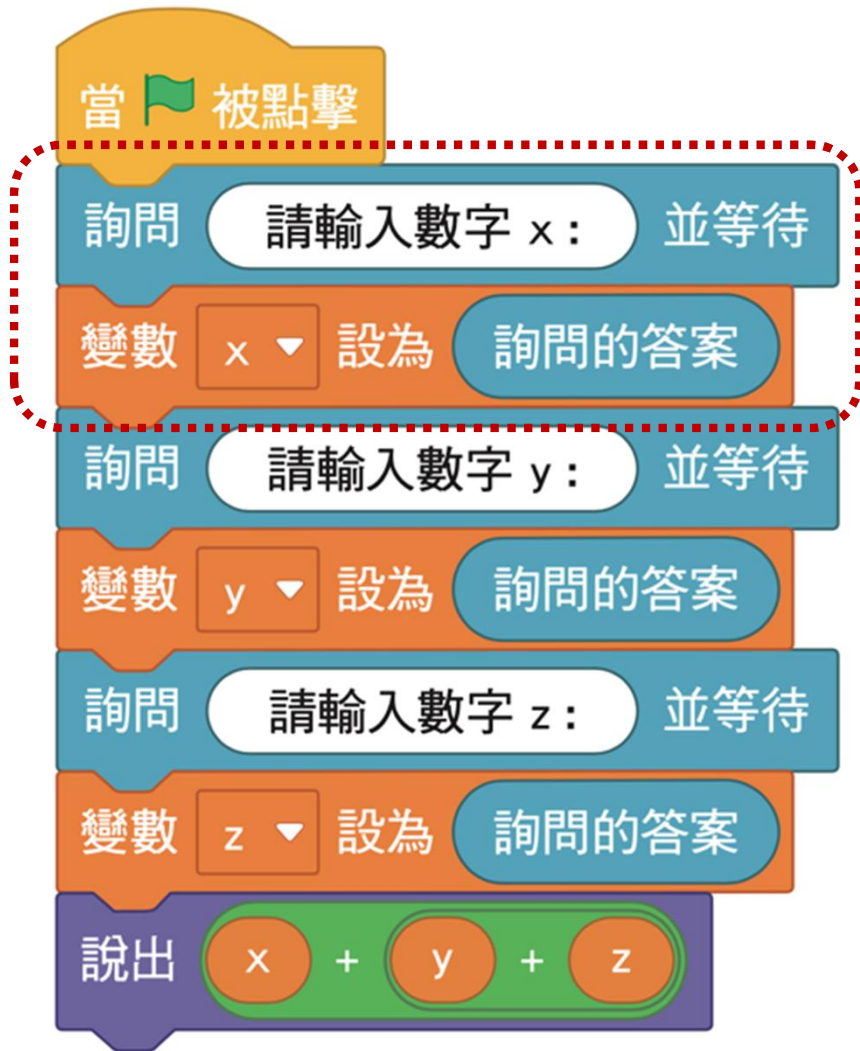 當 被點擊
詢問 請輸入數字 x： 並等待
變數 x 設為 詢問的答案
詢問 請輸入數字 y： 並等待
變數 y 設為 詢問的答案
詢問 請輸入數字 z： 並等待
變數 z 設為 詢問的答案
說出 x + y + z